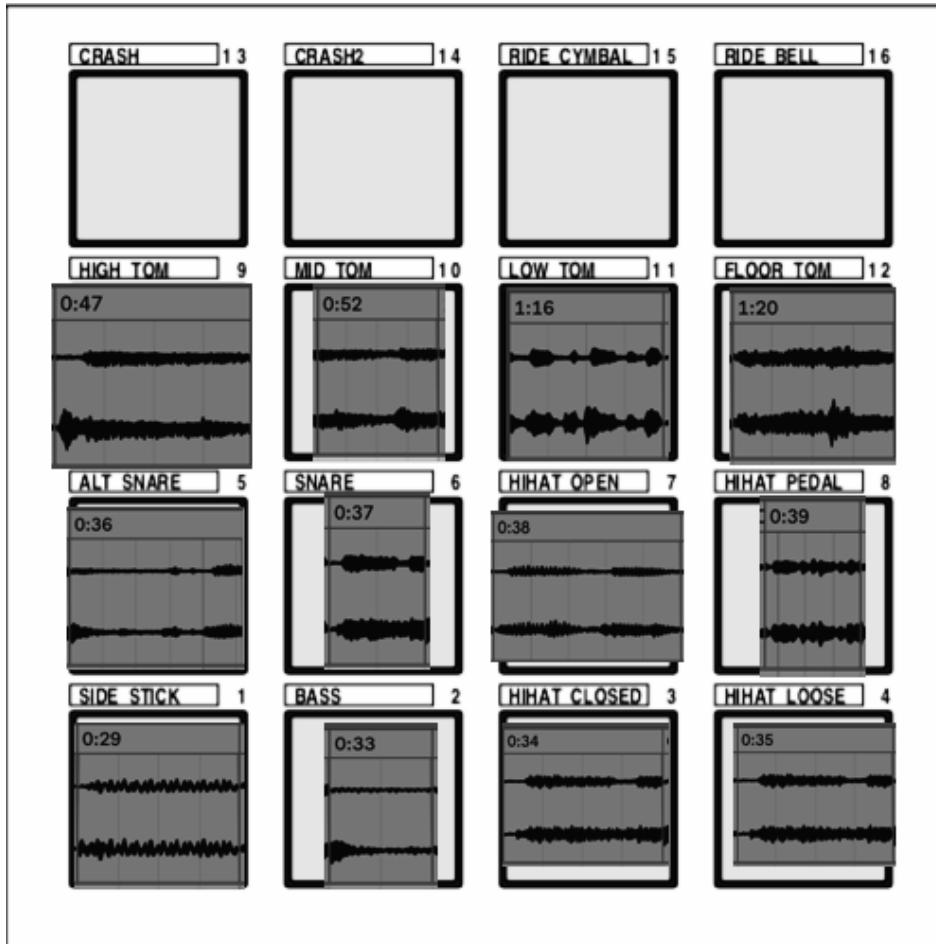 CRASH 13 CRASH2 14 RIDE CYMBAL 15 RIDE BELL 16
HIGH TOM 9 MID TOM 10 LOW TOM 11 FLOOR TOM 12
0:47 0:52 1:16 1:20
ALT SNARE 5 SNARE 6 HIHAT OPEN 7 HIHAT PEDAL 8
0:36 0:37 0:38 0:39
SIDE STICK 1 BASS 2 HIHAT CLOSED 3 HIHAT LOOSE 4
0:29 0:33 0:34 0:35